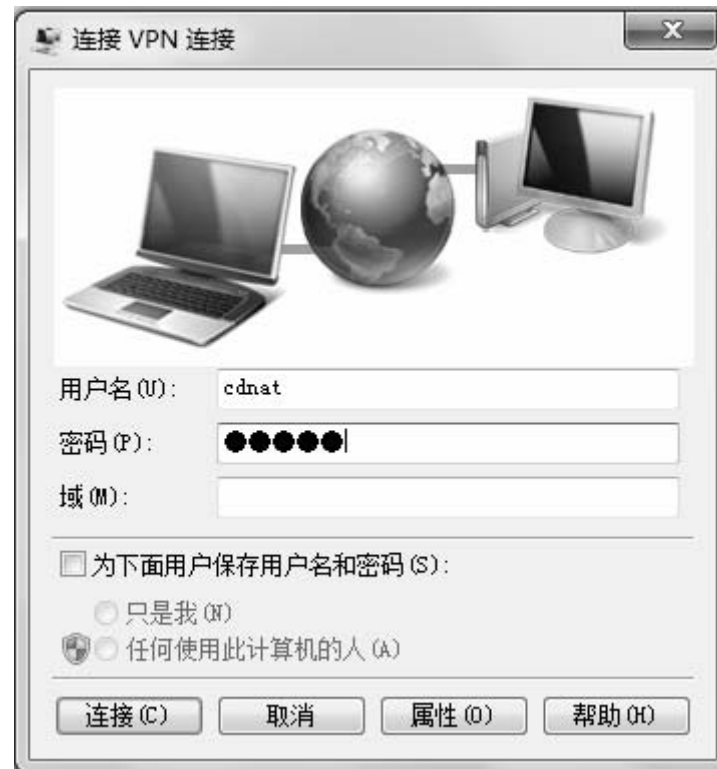 连接 VPN 连接
用户名(U): cdnat
密码(P): ●●●●●
域(M):
为下面用户保存用户名和密码(S):
只是我(N)
任何使用此计算机的人(A)
连接(C) 取消 属性(O) 帮助(H)